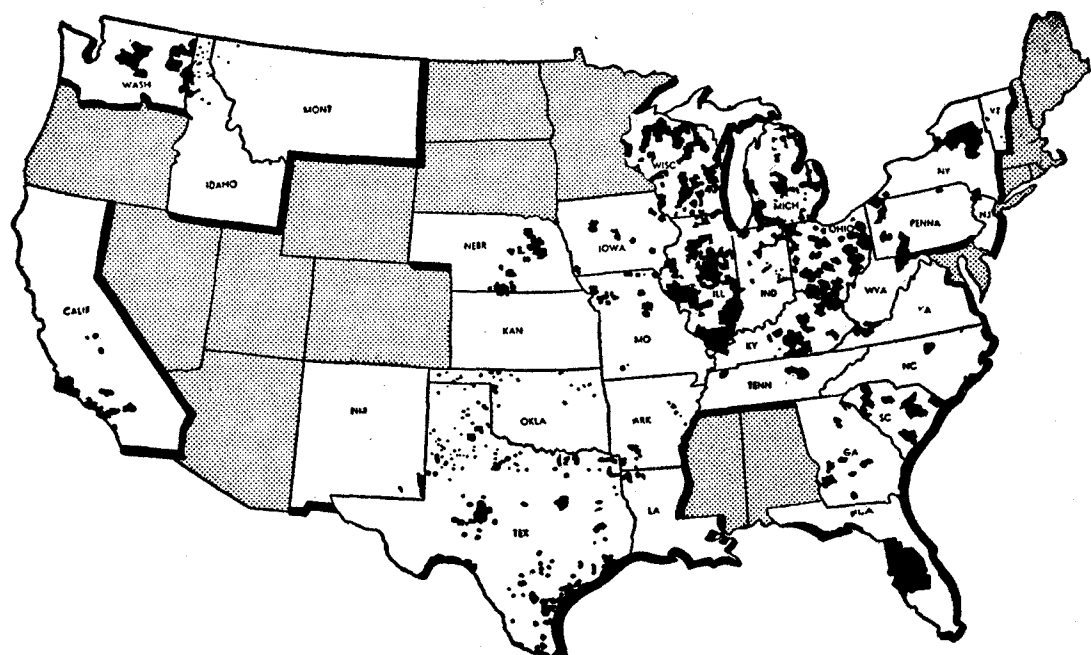 WASH
MONT
IDAHO
VT
WISC
NY
MICH
NJ
PENNA
OHIO
NEBR
IOWA
ILL
IND
WVA
VA
CALIF
KAN
MO
KY
NC
TENN
NM
OKLA
ARK
SC
GA
LA
FLA
TEX